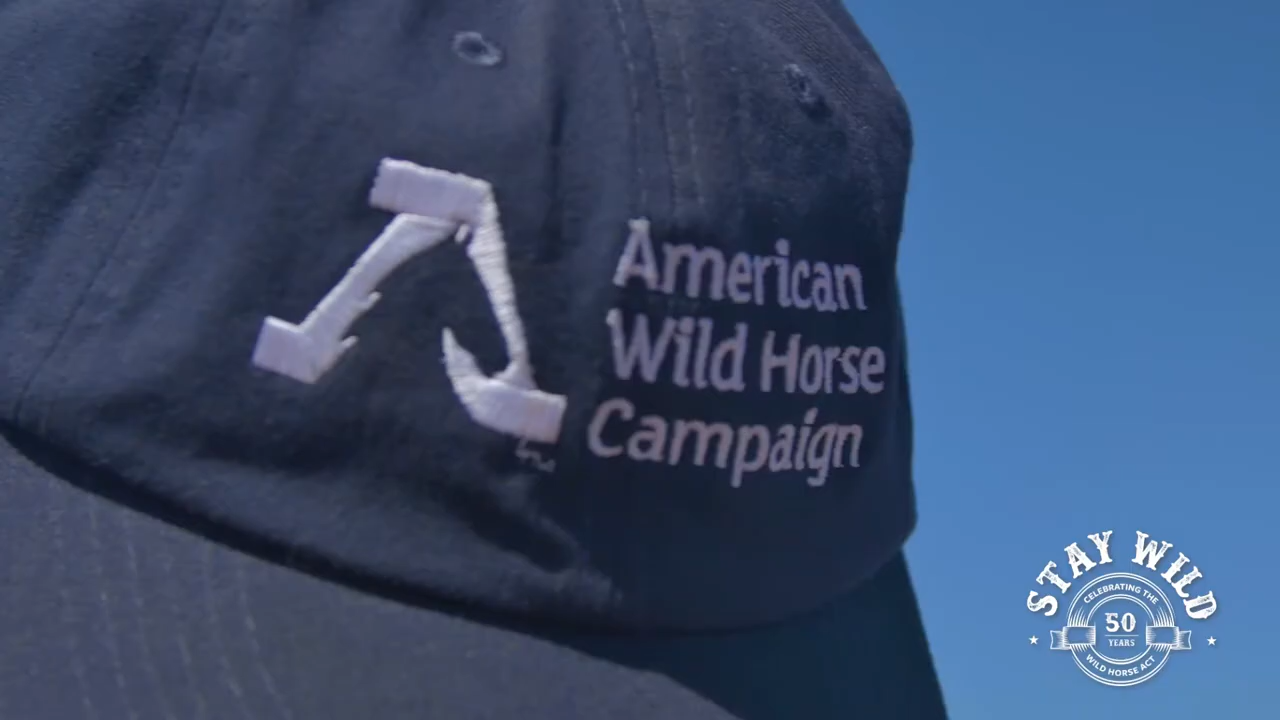 American
Wild Horse
Campaign
STAY WILD
CELEBRATING THE
50
YEARS
WILD HORSE ACT